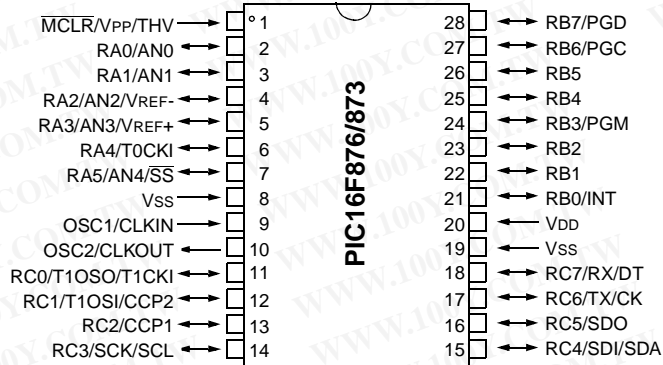 MCLR/VPP/THV 1 28 RB7/PGD
RA0/AN0 2 27 RB6/PGC
RA1/AN1 3 26 RB5
RA2/AN2/VREF- 4 25 RB4
RA3/AN3/VREF+ 5 24 RB3/PGM
RA4/T0CKI 6 23 RB2
RA5/AN4/SS 7 22 RB1
VSS 8 21 RB0/INT
OSC1/CLKIN 9 20 VDD
OSC2/CLKOUT 10 19 VSS
RC0/T1OSO/T1CKI 11 18 RC7/RX/DT
RC1/T1OSI/CCP2 12 17 RC6/TX/CK
RC2/CCP1 13 16 RC5/SDO
RC3/SCK/SCL 14 15 RC4/SDI/SDA
PIC16F876/873
WWW.100Y.COM.TW